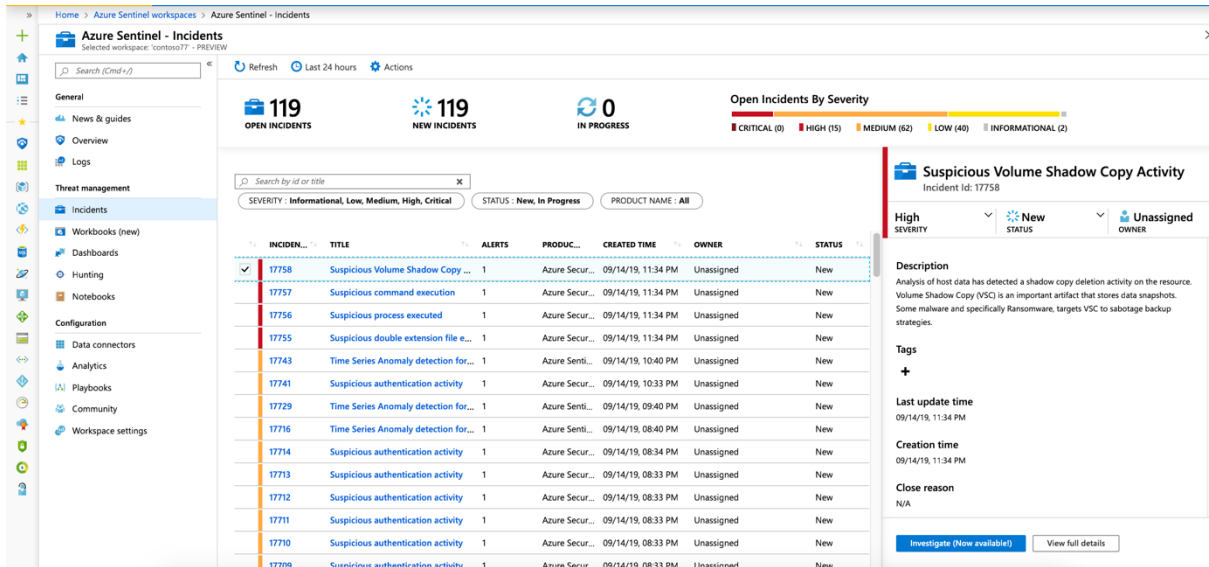 » Home > Azure Sentinel workspaces > Azure Sentinel - Incidents
Azure Sentinel - Incidents
Selected workspace: 'contoso77' - PREVIEW
Search (Cmd+/) «
General
News & guides
Overview
Logs
Threat management
Incidents
Workbooks (new)
Dashboards
Hunting
Notebooks
Configuration
Data connectors
Analytics
Playbooks
Community
Workspace settings
Refresh Last 24 hours Actions
119 119 0
OPEN INCIDENTS NEW INCIDENTS IN PROGRESS
Open Incidents By Severity
CRITICAL (0) HIGH (15) MEDIUM (62) LOW (40) INFORMATIONAL (2)
Search by id or title x
SEVERITY : Informational, Low, Medium, High, Critical STATUS : New, In Progress PRODUCT NAME : All
INCIDEN... TITLE ALERTS PRODUC... CREATED TIME OWNER STATUS
17758 Suspicious Volume Shadow Copy ... 1 Azure Secur... 09/14/19, 11:34 PM Unassigned New
17757 Suspicious command execution 1 Azure Secur... 09/14/19, 11:34 PM Unassigned New
17756 Suspicious process executed 1 Azure Secur... 09/14/19, 11:34 PM Unassigned New
17755 Suspicious double extension file e... 1 Azure Secur... 09/14/19, 11:34 PM Unassigned New
17743 Time Series Anomaly detection for... 1 Azure Senti... 09/14/19, 10:40 PM Unassigned New
17741 Suspicious authentication activity 1 Azure Secur... 09/14/19, 10:33 PM Unassigned New
17729 Time Series Anomaly detection for... 1 Azure Senti... 09/14/19, 09:40 PM Unassigned New
17716 Time Series Anomaly detection for... 1 Azure Senti... 09/14/19, 08:40 PM Unassigned New
17714 Suspicious authentication activity 1 Azure Secur... 09/14/19, 08:34 PM Unassigned New
17713 Suspicious authentication activity 1 Azure Secur... 09/14/19, 08:33 PM Unassigned New
17712 Suspicious authentication activity 1 Azure Secur... 09/14/19, 08:33 PM Unassigned New
17711 Suspicious authentication activity 1 Azure Secur... 09/14/19, 08:33 PM Unassigned New
17710 Suspicious authentication activity 1 Azure Secur... 09/14/19, 08:33 PM Unassigned New
17709 Suspicious authentication activity 1 Azure Secur... 09/14/19, 08:33 PM Unassigned New
Suspicious Volume Shadow Copy Activity
Incident Id: 17758
High New Unassigned
SEVERITY STATUS OWNER
Description
Analysis of host data has detected a shadow copy deletion activity on the resource.
Volume Shadow Copy (VSC) is an important artifact that stores data snapshots.
Some malware and specifically Ransomware, targets VSC to sabotage backup
strategies.
Tags
+
Last update time
09/14/19, 11:34 PM
Creation time
09/14/19, 11:34 PM
Close reason
N/A
Investigate (Now available!) View full details